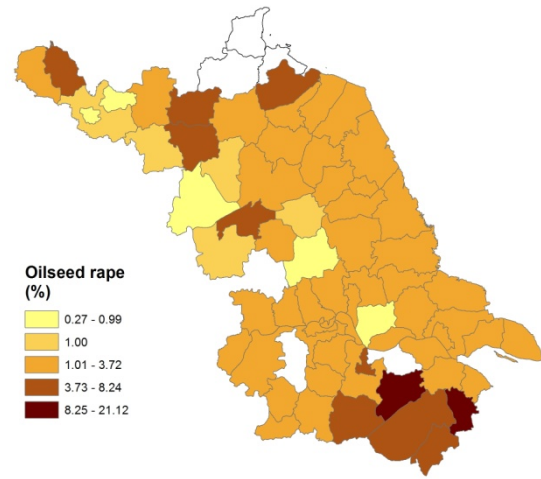 Oilseed rape
(%)
0.27 - 0.99
1.00
1.01 - 3.72
3.73 - 8.24
8.25 - 21.12